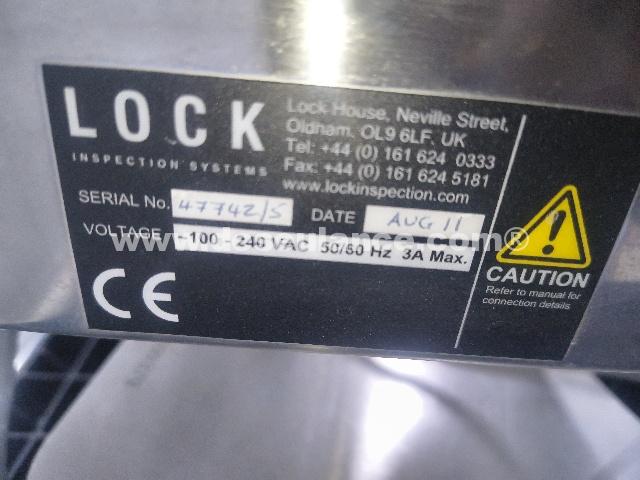 LOCK
INSPECTION SYSTEMS
Lock House, Neville Street,
Oldham, OL9 6LF. UK
Tel: +44 (0) 161 624 0333
Fax: +44 (0) 161 624 5181
www.lockinspection.com
SERIAL No. 47742/5 DATE AUG 11
VOLTAGE ~100 - 240 VAC 50/60 Hz 3A Max.
CE
CAUTION
Refer to manual for
connection details